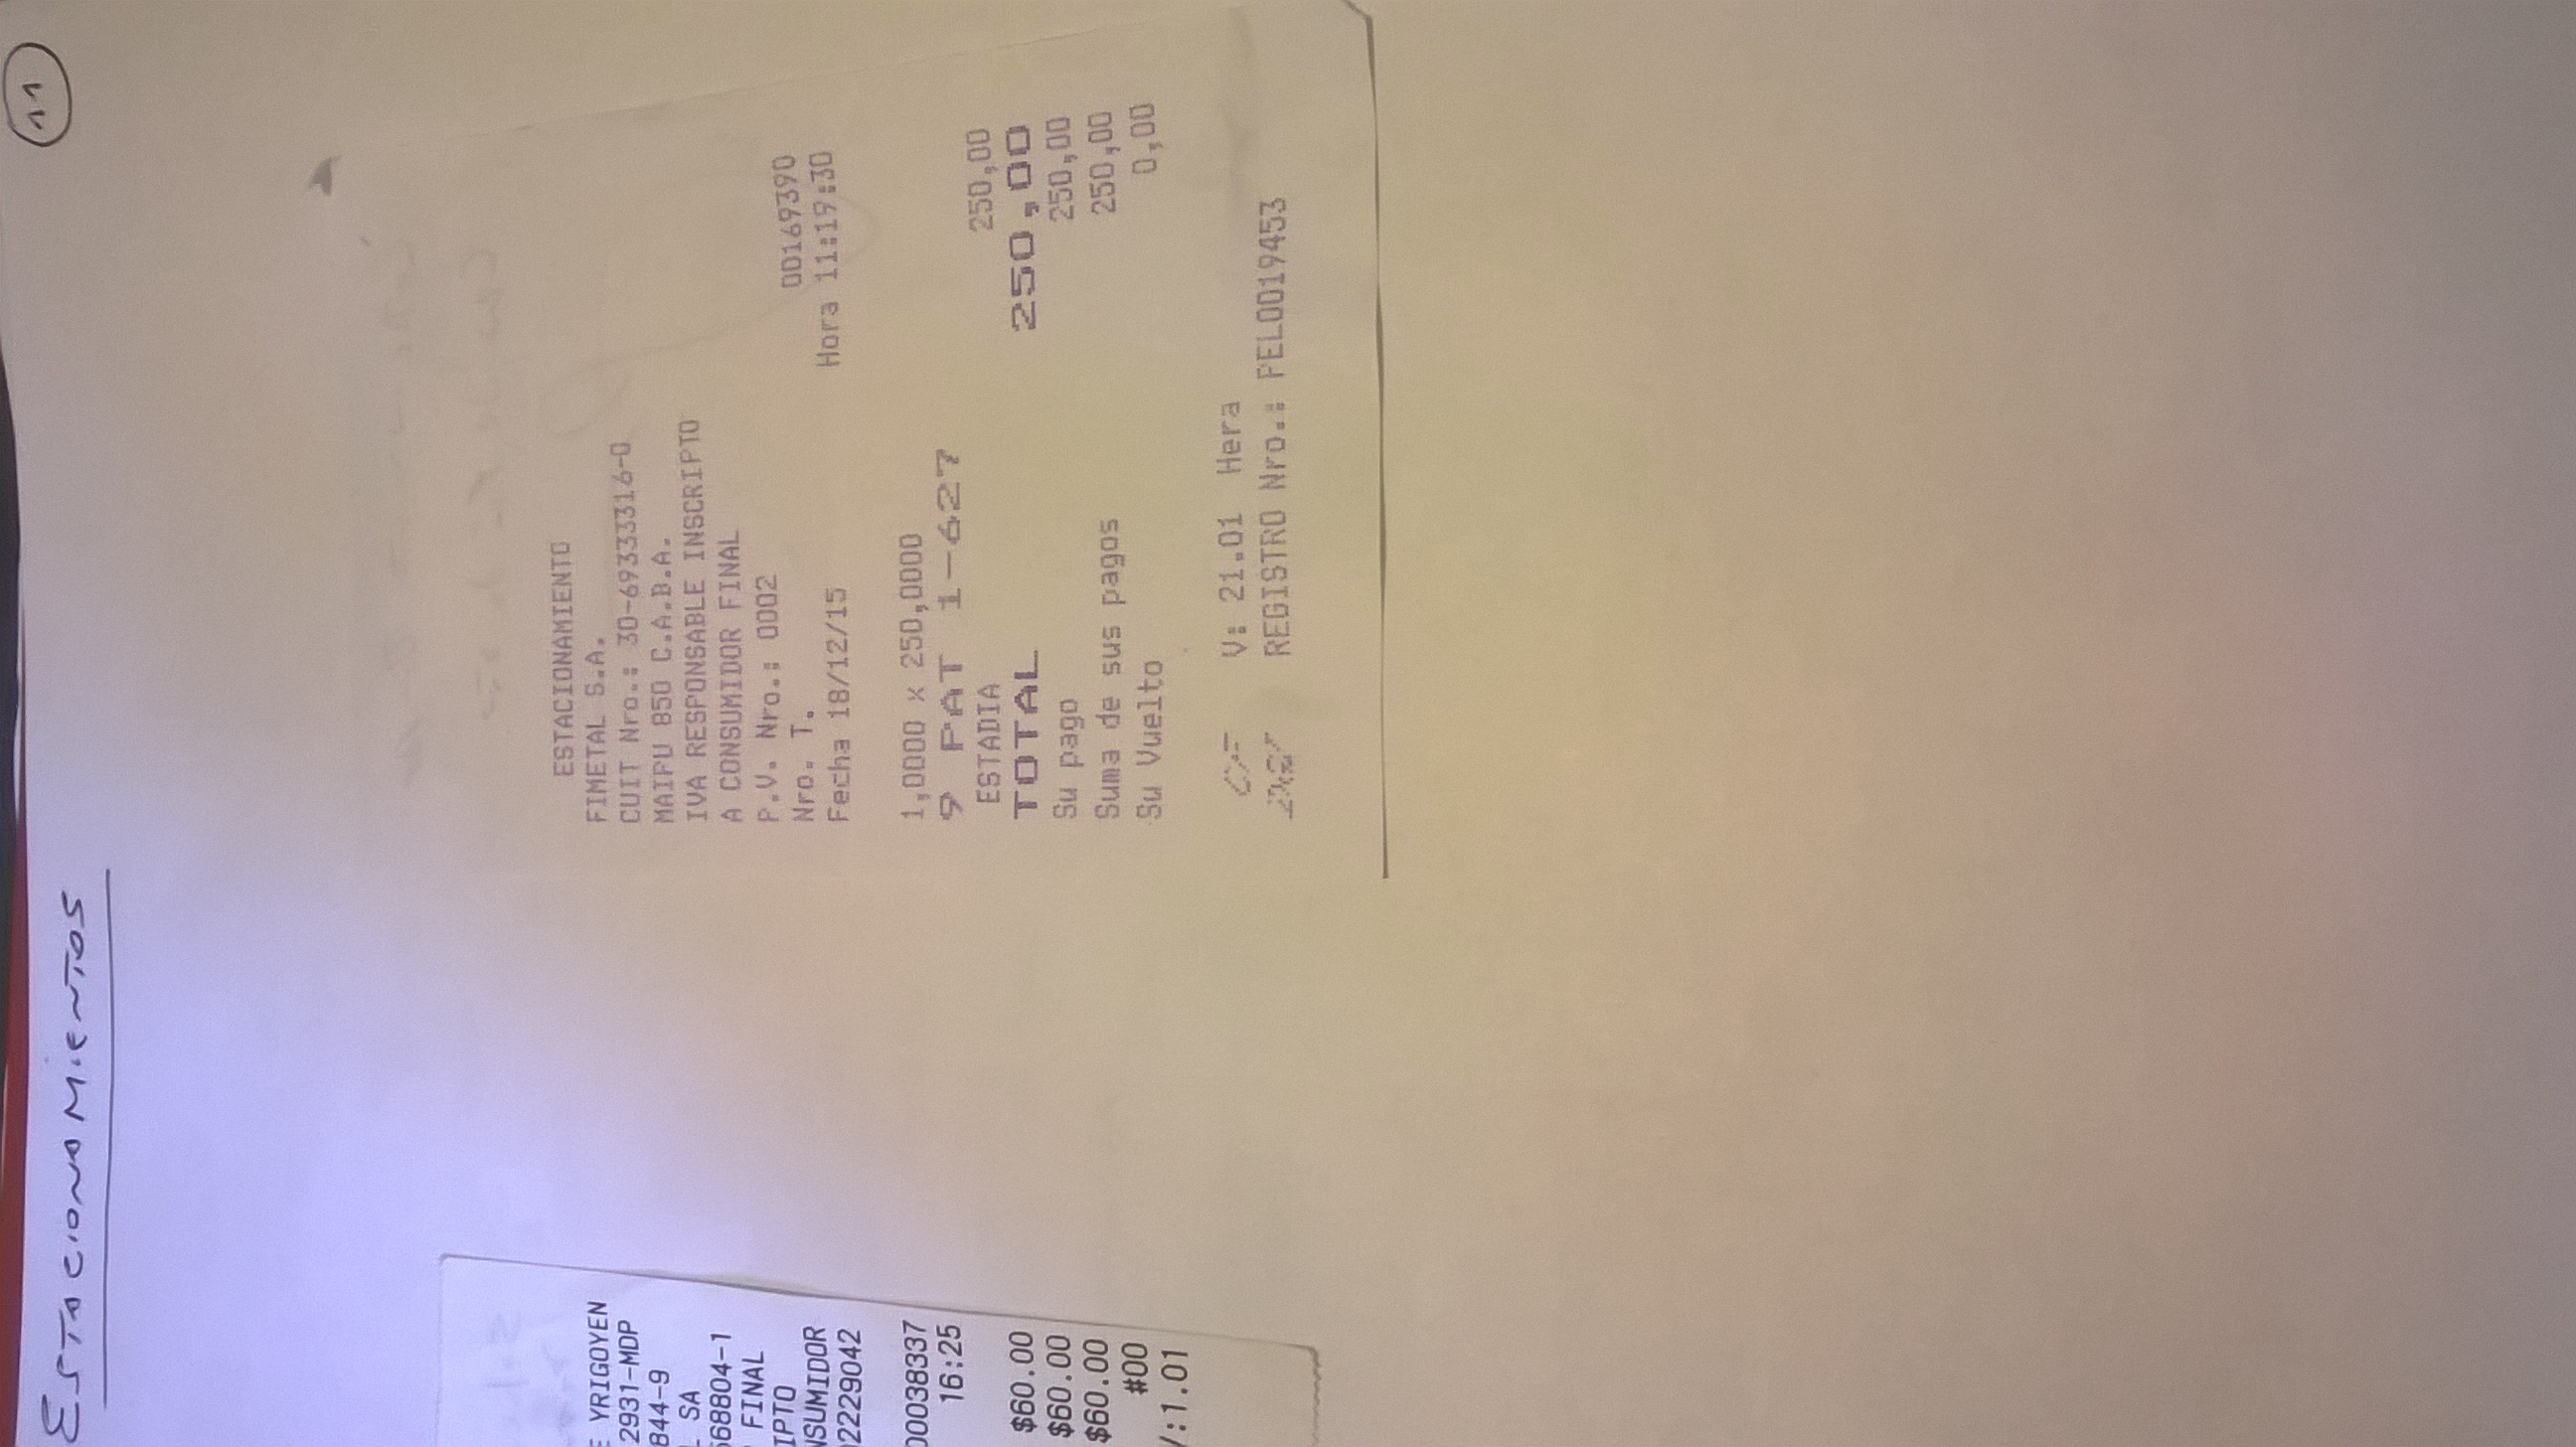 Estacionamientos
11
ESTACIONAMIENTO
FIMETAL S.A.
CUIT Nro.: 30-69333316-0
MAIPU 850 C.A.B.A.
IVA RESPONSABLE INSCRIPTO
A CONSUMIDOR FINAL
P.V. Nro.: 0002
Nro. T. 00169390
Fecha 18/12/15 Hora 11:19:30
1,0000 x 250,0000
9 PAT 1-627
ESTADIA 250,00
TOTAL 250,00
Su pago 250,00
Suma de sus pagos 250,00
Su Vuelto 0,00
V: 21.01 Hera
REGISTRO Nro.: PEL0019453
YRIGOYEN
2931-MDP
844-9
SA
668804-1
FINAL
IPTO
NSUMIDOR
02229042
00038337
16:25
$60.00
$60.00
$60.00
#00
/:1.01